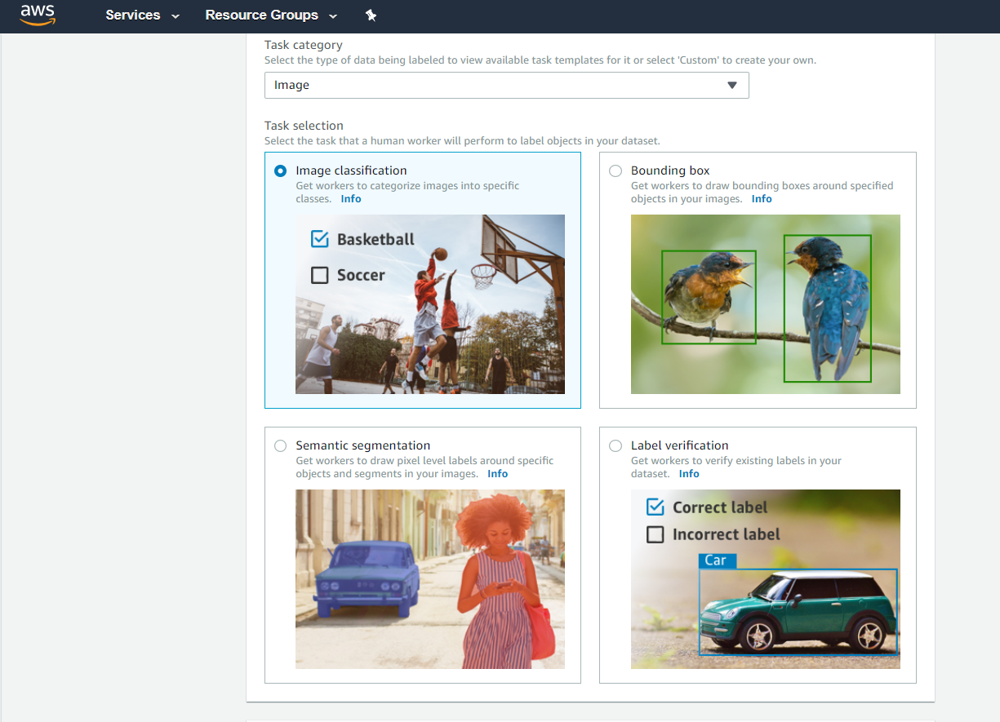 aws
Services
Resource Groups
Task category
Select the type of data being labeled to view available task templates for it or select 'Custom' to create your own.
Image
Task selection
Select the task that a human worker will perform to label objects in your dataset.
Image classification
Get workers to categorize images into specific
classes. Info
Basketball
Soccer
Bounding box
Get workers to draw bounding boxes around specified
objects in your images. Info
Semantic segmentation
Get workers to draw pixel level labels around specific
objects and segments in your images. Info
Label verification
Get workers to verify existing labels in your
dataset. Info
Correct label
Incorrect label
Car